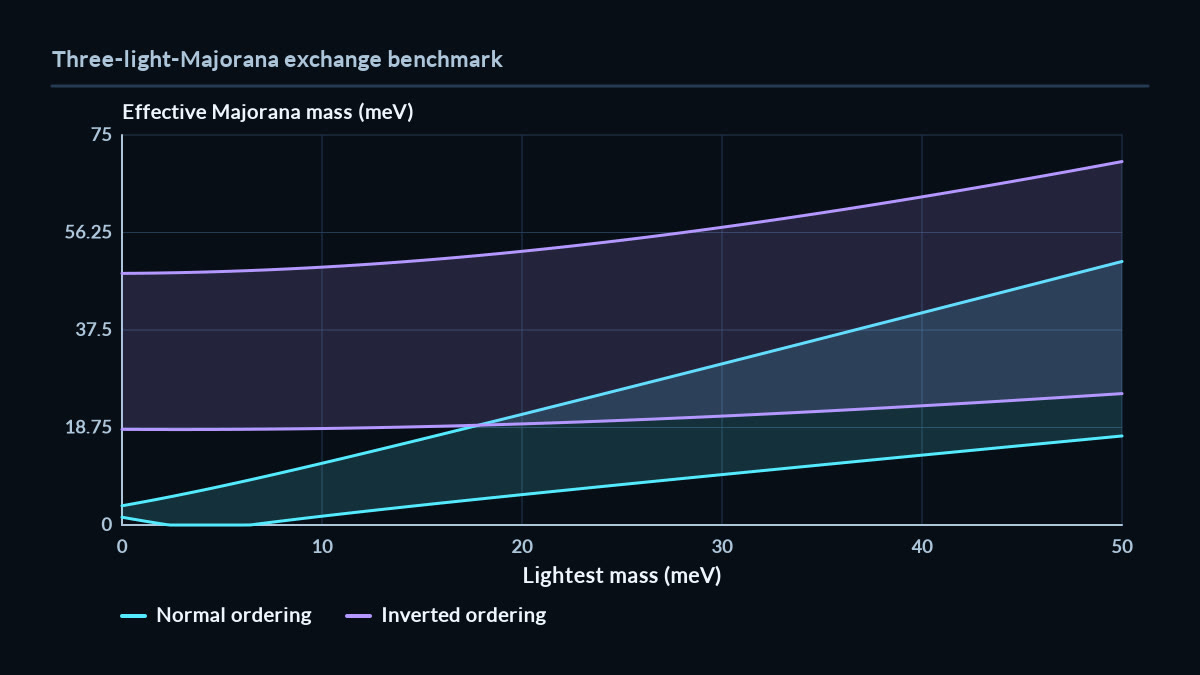 Three-light-Majorana exchange benchmark
Effective Majorana mass (meV)
75
56.25
37.5
18.75
0
0 10 20 30 40 50
Lightest mass (meV)
Normal ordering Inverted ordering